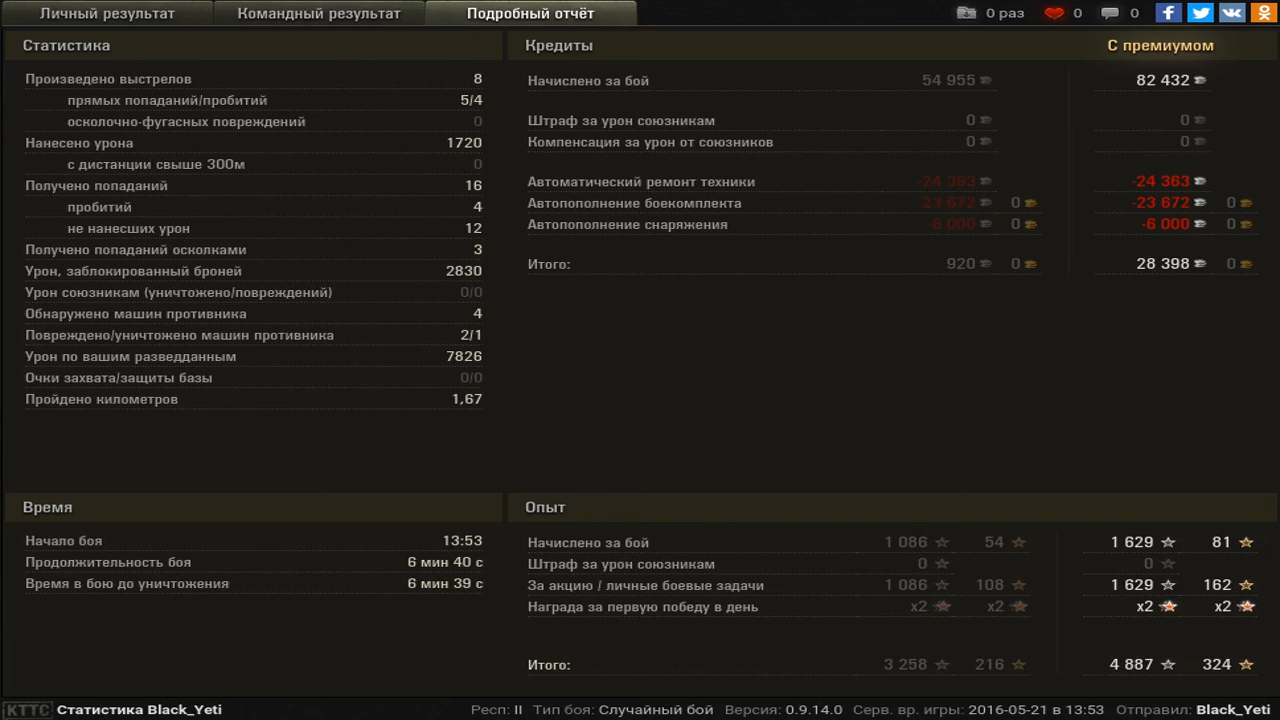 Личный результат Командный результат Подробный отчёт 0 раз 0 0
Статистика
Произведено выстрелов 8
прямых попаданий/пробитий 5/4
осколочно-фугасных повреждений 0
Нанесено урона 1720
с дистанции свыше 300м 0
Получено попаданий 16
пробитий 4
не нанесших урон 12
Получено попаданий осколками 3
Урон, заблокированный броней 2830
Урон союзникам (уничтожено/повреждений) 0/0
Обнаружено машин противника 4
Повреждено/уничтожено машин противника 2/1
Урон по вашим разведданным 7826
Очки захвата/защиты базы 0/0
Пройдено километров 1,67
Кредиты С премиумом
Начислено за бой 54 955 82 432
Штраф за урон союзникам 0 0
Компенсация за урон от союзников 0 0
Автоматический ремонт техники -24 363 -24 363
Автопополнение боекомплекта -23 672 0 -23 672 0
Автопополнение снаряжения -6 000 0 -6 000 0
Итого: 920 0 28 398 0
Время
Начало боя 13:53
Продолжительность боя 6 мин 40 с
Время в бою до уничтожения 6 мин 39 с
Опыт
Начислено за бой 1 086 54 1 629 81
Штраф за урон союзникам 0 0
За акцию / личные боевые задачи 1 086 108 1 629 162
Награда за первую победу в день x2 x2 x2 x2
Итого: 3 258 216 4 887 324
КТТС Статистика Black_Yeti Респ: II Тип боя: Случайный бой Версия: 0.9.14.0 Серв. вр. игры: 2016-05-21 в 13:53 Отправил: Black_Yeti